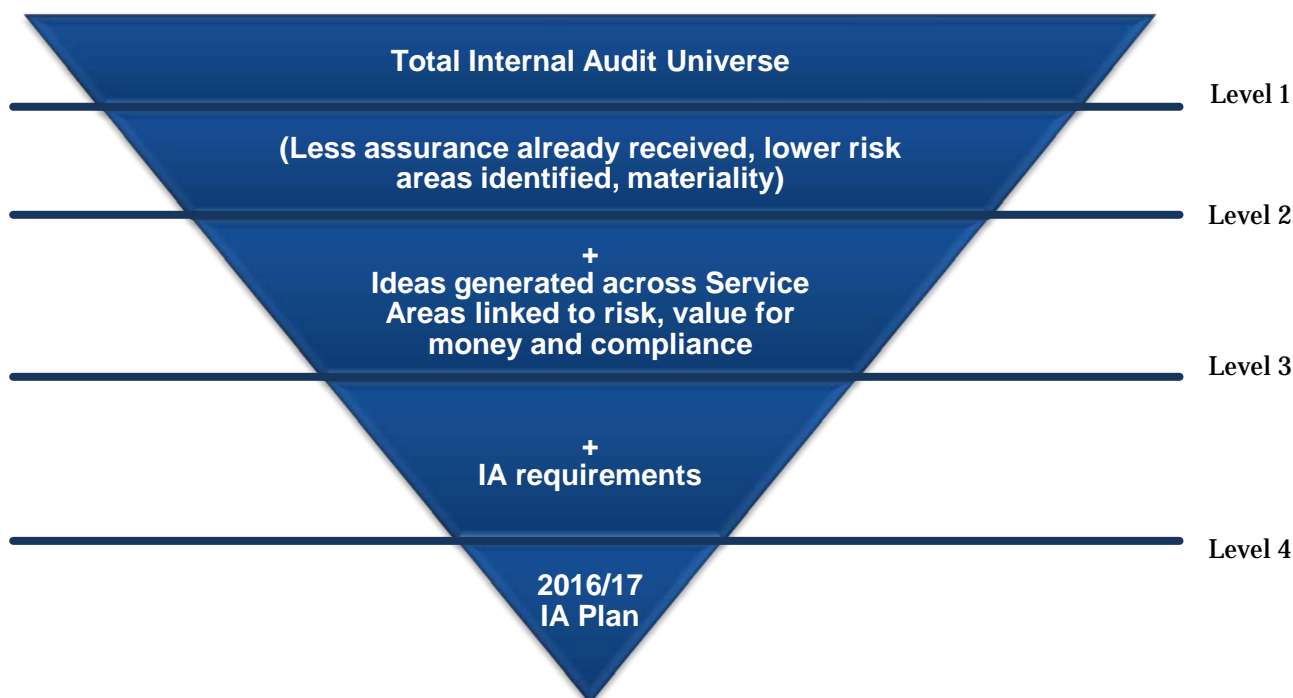 Total Internal Audit Universe
Level 1
(Less assurance already received, lower risk
areas identified, materiality)
Level 2
+
Ideas generated across Service
Areas linked to risk, value for
money and compliance
Level 3
+
IA requirements
Level 4
2016/17
IA Plan